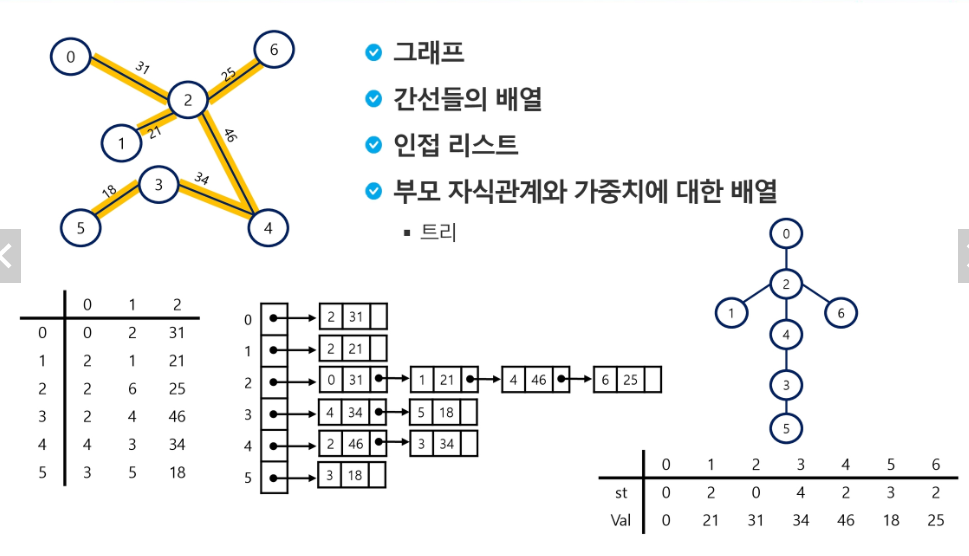 그래프
간선들의 배열
인접 리스트
부모 자식관계와 가중치에 대한 배열
트리
0 6
31 25
2
1 21 46
3 34
18
5 4
0
2
1 6
4
3
5
0 1 2
0 0 2 31
1 2 1 21
2 2 6 25
3 2 4 46
4 4 3 34
5 3 5 18
0 2 31
1 2 21
2 0 31 1 21 4 46 6 25
3 4 34 5 18
4 2 46 3 34
5 3 18
0 1 2 3 4 5 6
st 0 2 0 4 2 3 2
Val 0 21 31 34 46 18 25